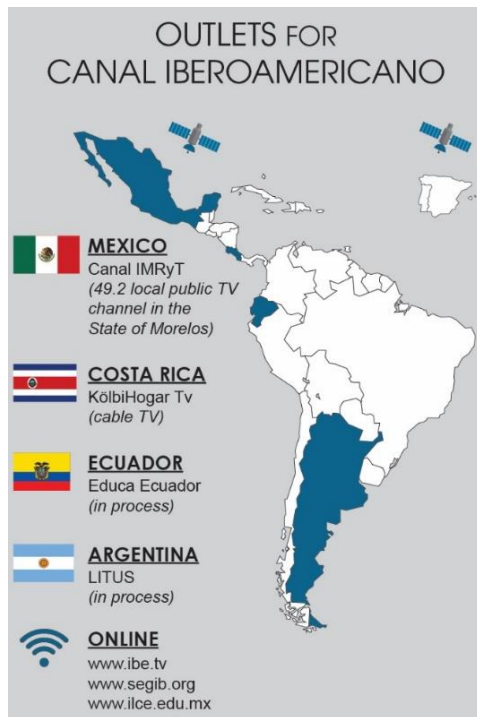 OUTLETS FOR
CANAL IBEROAMERICANO
MEXICO
Canal IMRyT
(49.2 local public TV
channel in the
State of Morelos)
COSTA RICA
KölbiHogar Tv
(cable TV)
ECUADOR
Educa Ecuador
(in process)
ARGENTINA
LITUS
(in process)
ONLINE
www.ibe.tv
www.segib.org
www.ilce.edu.mx